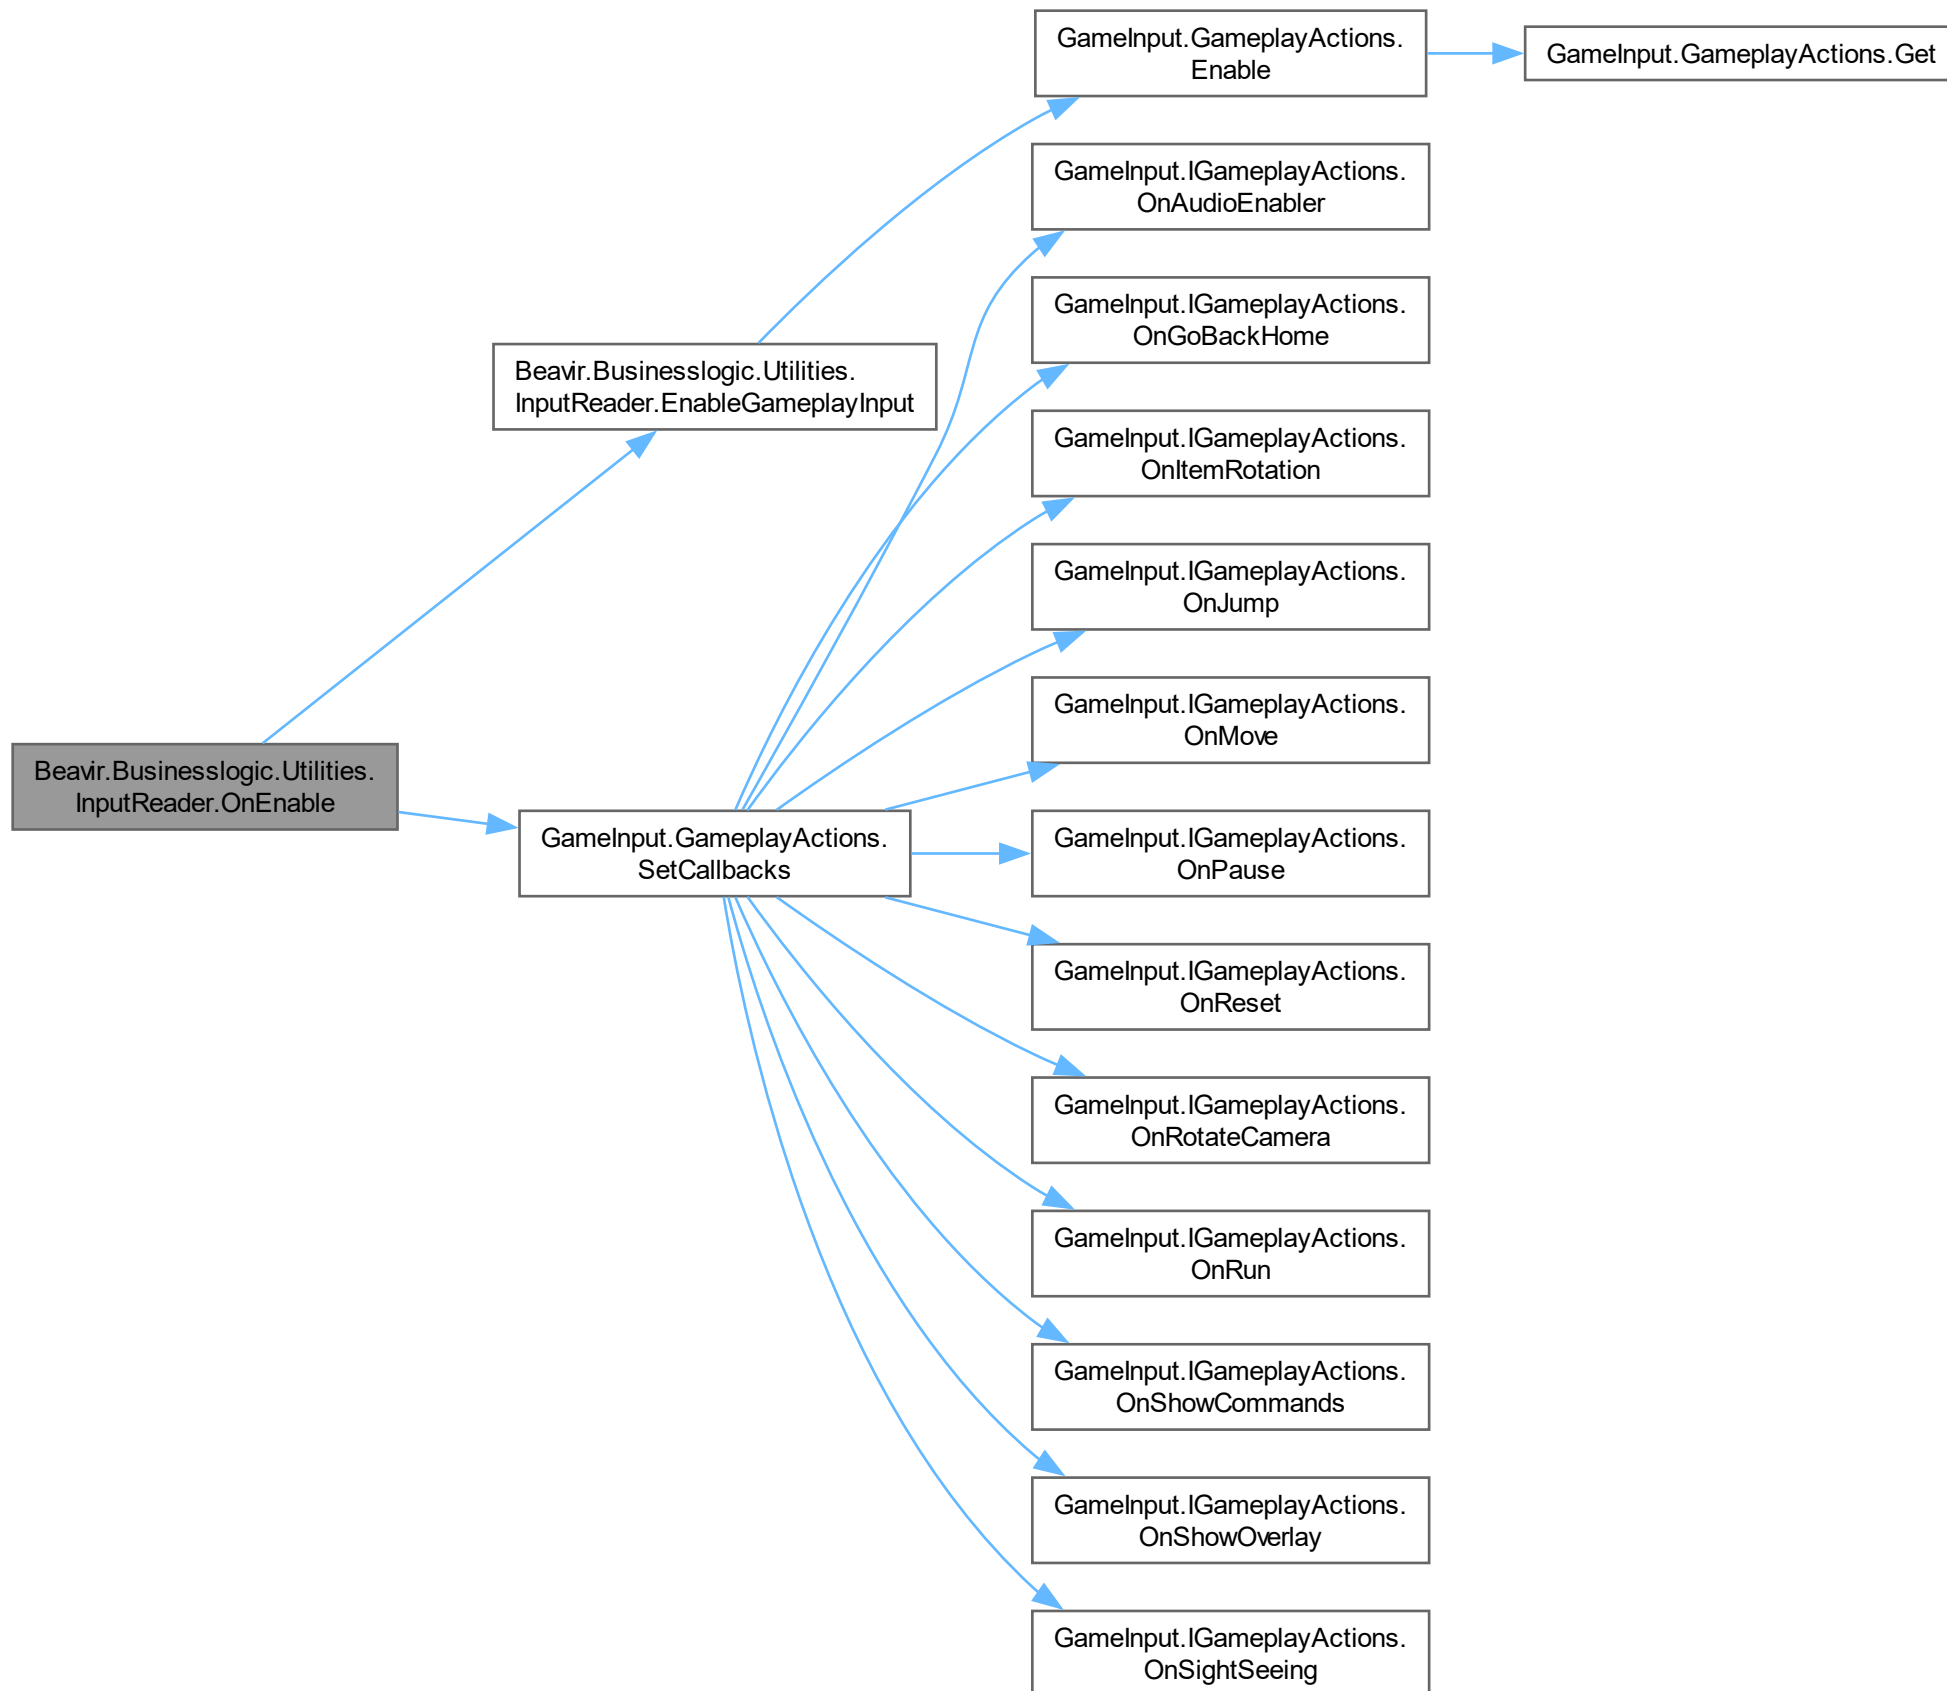 GameInput.GameplayActions.
Enable
GameInput.GameplayActions.Get
GameInput.IGameplayActions.
OnAudioEnabler
GameInput.IGameplayActions.
OnGoBackHome
Beavir.Businesslogic.Utilities.
InputReader.EnableGameplayInput
GameInput.IGameplayActions.
OnItemRotation
GameInput.IGameplayActions.
OnJump
GameInput.IGameplayActions.
OnMove
Beavir.Businesslogic.Utilities.
InputReader.OnEnable
GameInput.GameplayActions.
SetCallbacks
GameInput.IGameplayActions.
OnPause
GameInput.IGameplayActions.
OnReset
GameInput.IGameplayActions.
OnRotateCamera
GameInput.IGameplayActions.
OnRun
GameInput.IGameplayActions.
OnShowCommands
GameInput.IGameplayActions.
OnShowOverlay
GameInput.IGameplayActions.
OnSightSeeing